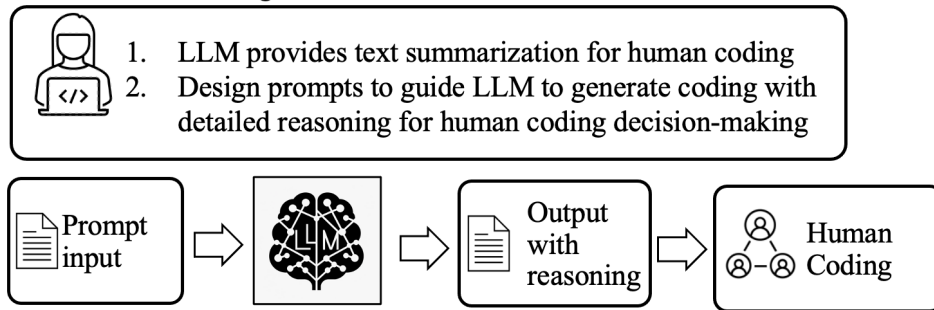 1. LLM provides text summarization for human coding
2. Design prompts to guide LLM to generate coding with
detailed reasoning for human coding decision-making
</>
Prompt
input
LLM
Output
with
reasoning
Human
Coding